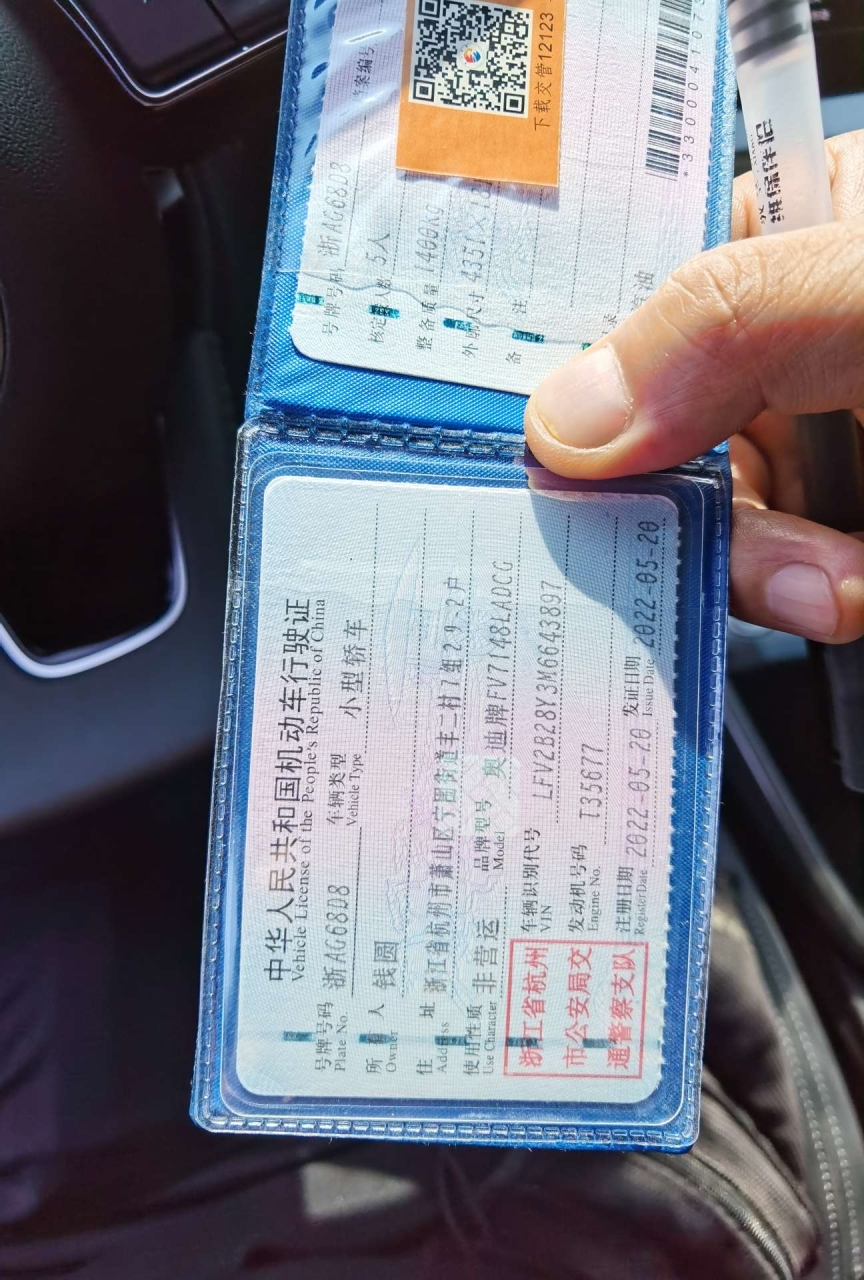 中华人民共和国机动车行驶证
Vehicle License of the People's Republic of China
号牌号码 浙AG68D8 车辆类型 小型轿车
Plate No. Vehicle Type
所有人 钱圆
Owner
住址 浙江省杭州市萧山区宁围街道丰二村7组29-2户
Address
使用性质 非营运 品牌型号 奥迪牌FV7148LADCG
Use Character Model
浙江省杭州
市公安局交
通警察支队
车辆识别代号 LFV2B28Y3M6643897
VIN
发动机号码 T35677
Engine No.
注册日期 2022-05-20 发证日期 2022-05-20
Register Date Issue Date
号牌号码 浙AG68D8
核定载人数 5人
整备质量 1400kg
外廓尺寸 4351X
备注
下载交管12123
维保伴侣